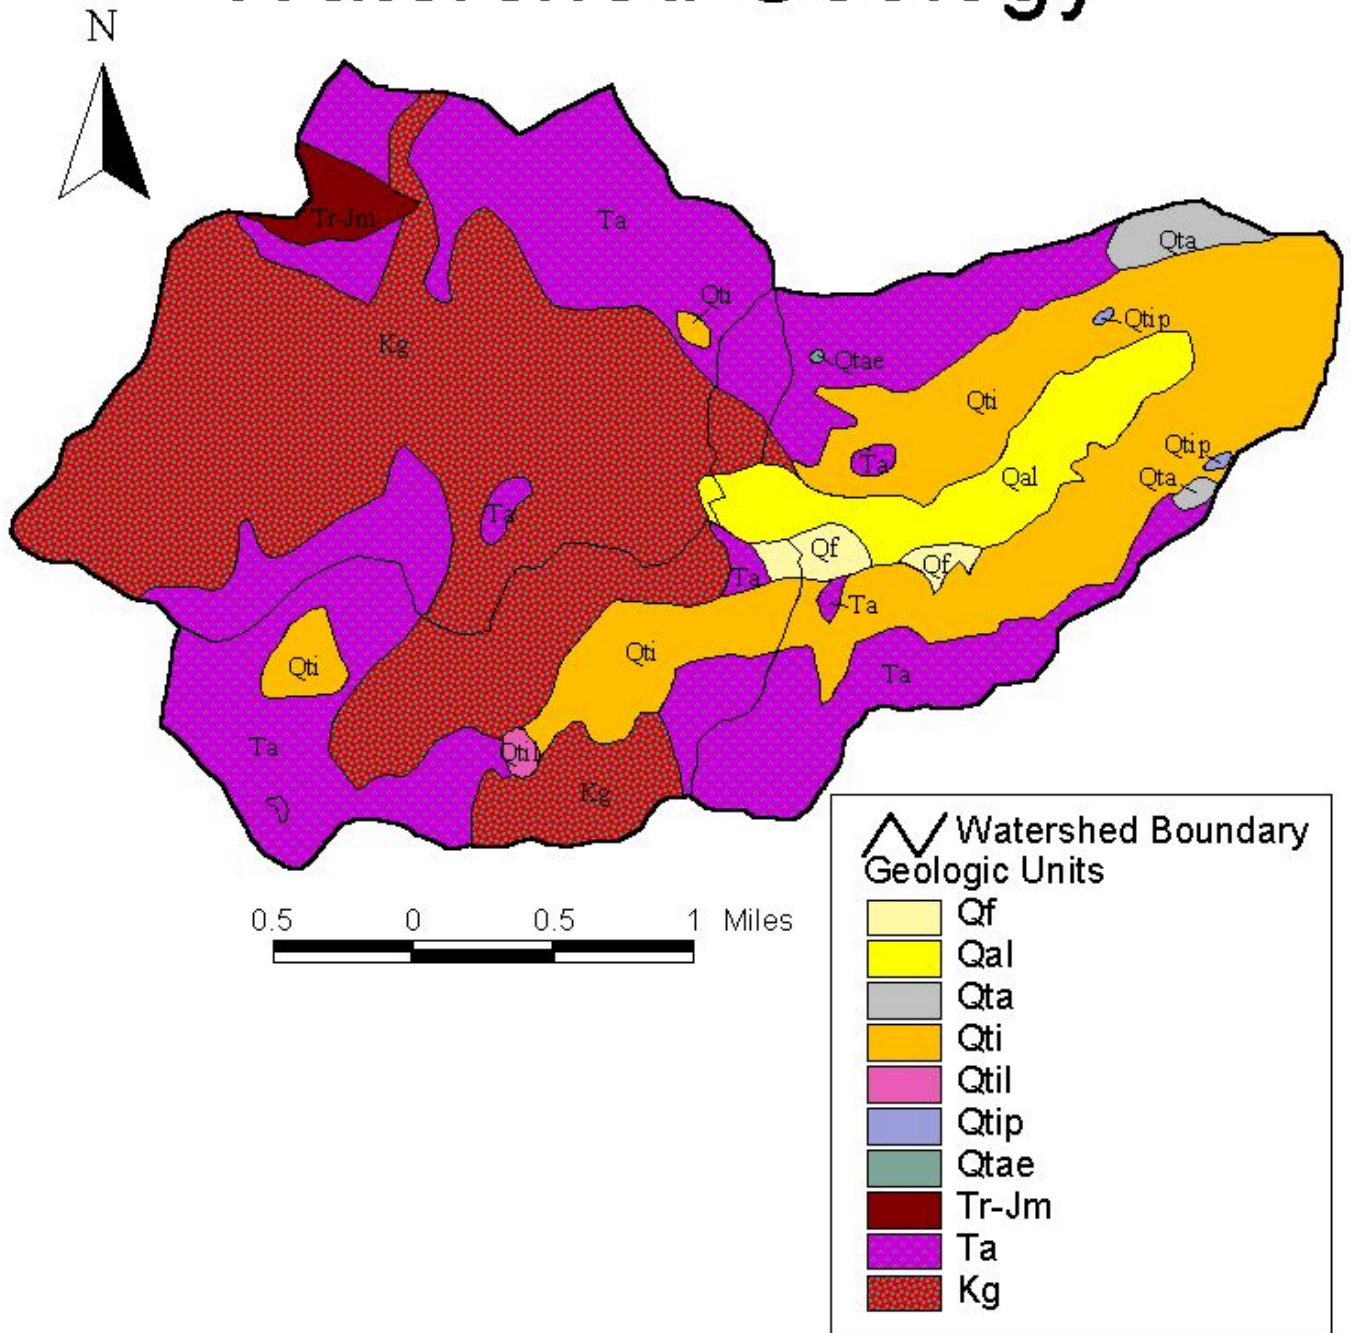 N
Tr-Jm
Ta
Qta
Qti
Qtip
Kg
Qtae
Qti
Qtip
Ta
Qta
Qal
Ta
Qf
Qf
Ta
Ta
Qti
Qti
Ta
Ta
Qtil
Kg
Watershed Boundary
Geologic Units
0.5 0 0.5 1 Miles
Qf
Qal
Qta
Qti
Qtil
Qtip
Qtae
Tr-Jm
Ta
Kg